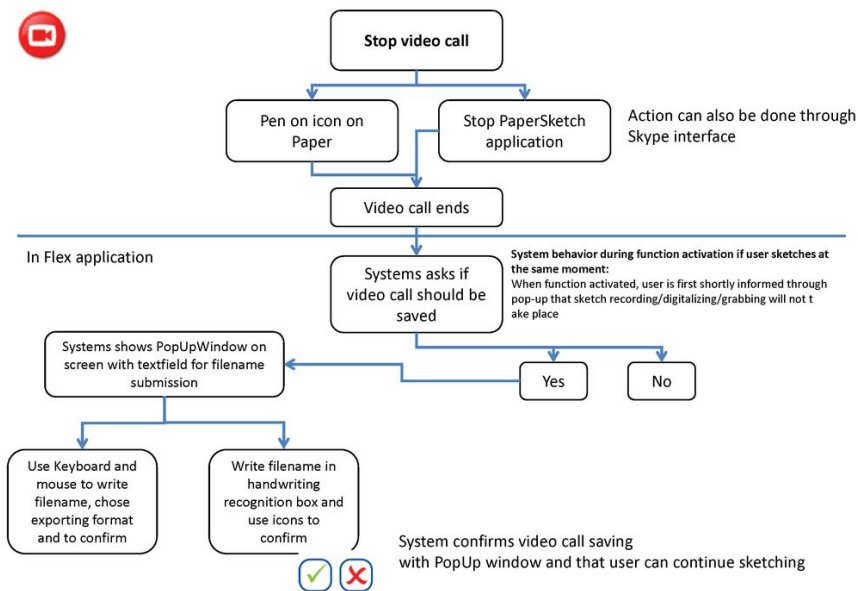 Stop video call
Pen on icon on
Paper
Stop PaperSketch
application
Action can also be done through
Skype interface
Video call ends
In Flex application
Systems asks if
video call should be
saved
System behavior during function activation if user sketches at
the same moment:
When function activated, user is first shortly informed through
pop-up that sketch recording/digitalizing/grabbing will not t
ake place
Systems shows PopUpWindow on
screen with textfield for filename
submission
Yes
No
Use Keyboard and
mouse to write
filename, chose
exporting format
and to confirm
Write filename in
handwriting
recognition box and
use icons to
confirm
System confirms video call saving
with PopUp window and that user can continue sketching